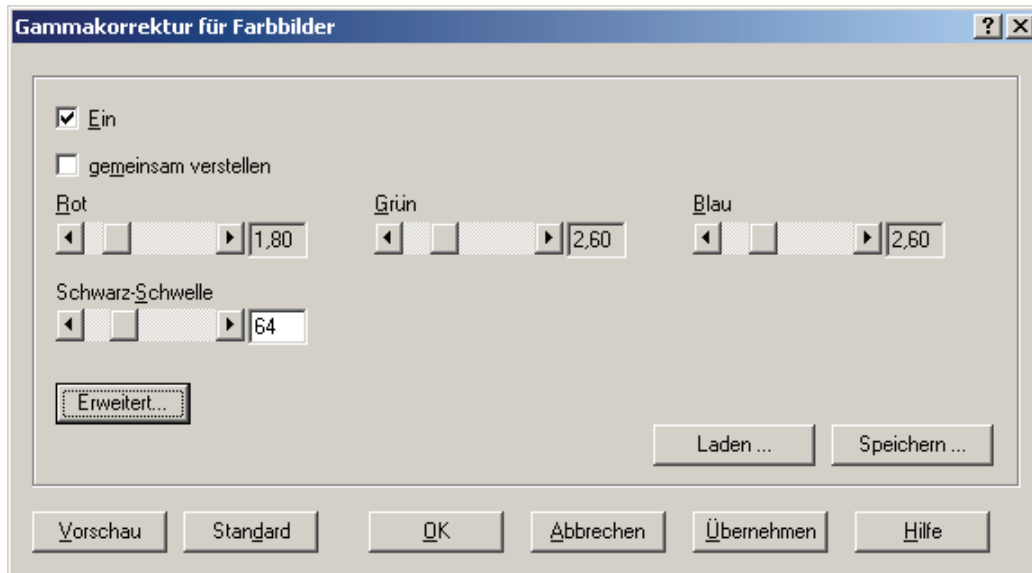 Gammakorrektur für Farbbilder
Ein
gemeinsam verstellen
Rot Grün Blau
1,80 2,60 2,60
Schwarz-Schwelle
64
Erweitert...
Laden ... Speichern ...
Vorschau Standard OK Abbrechen Übernehmen Hilfe